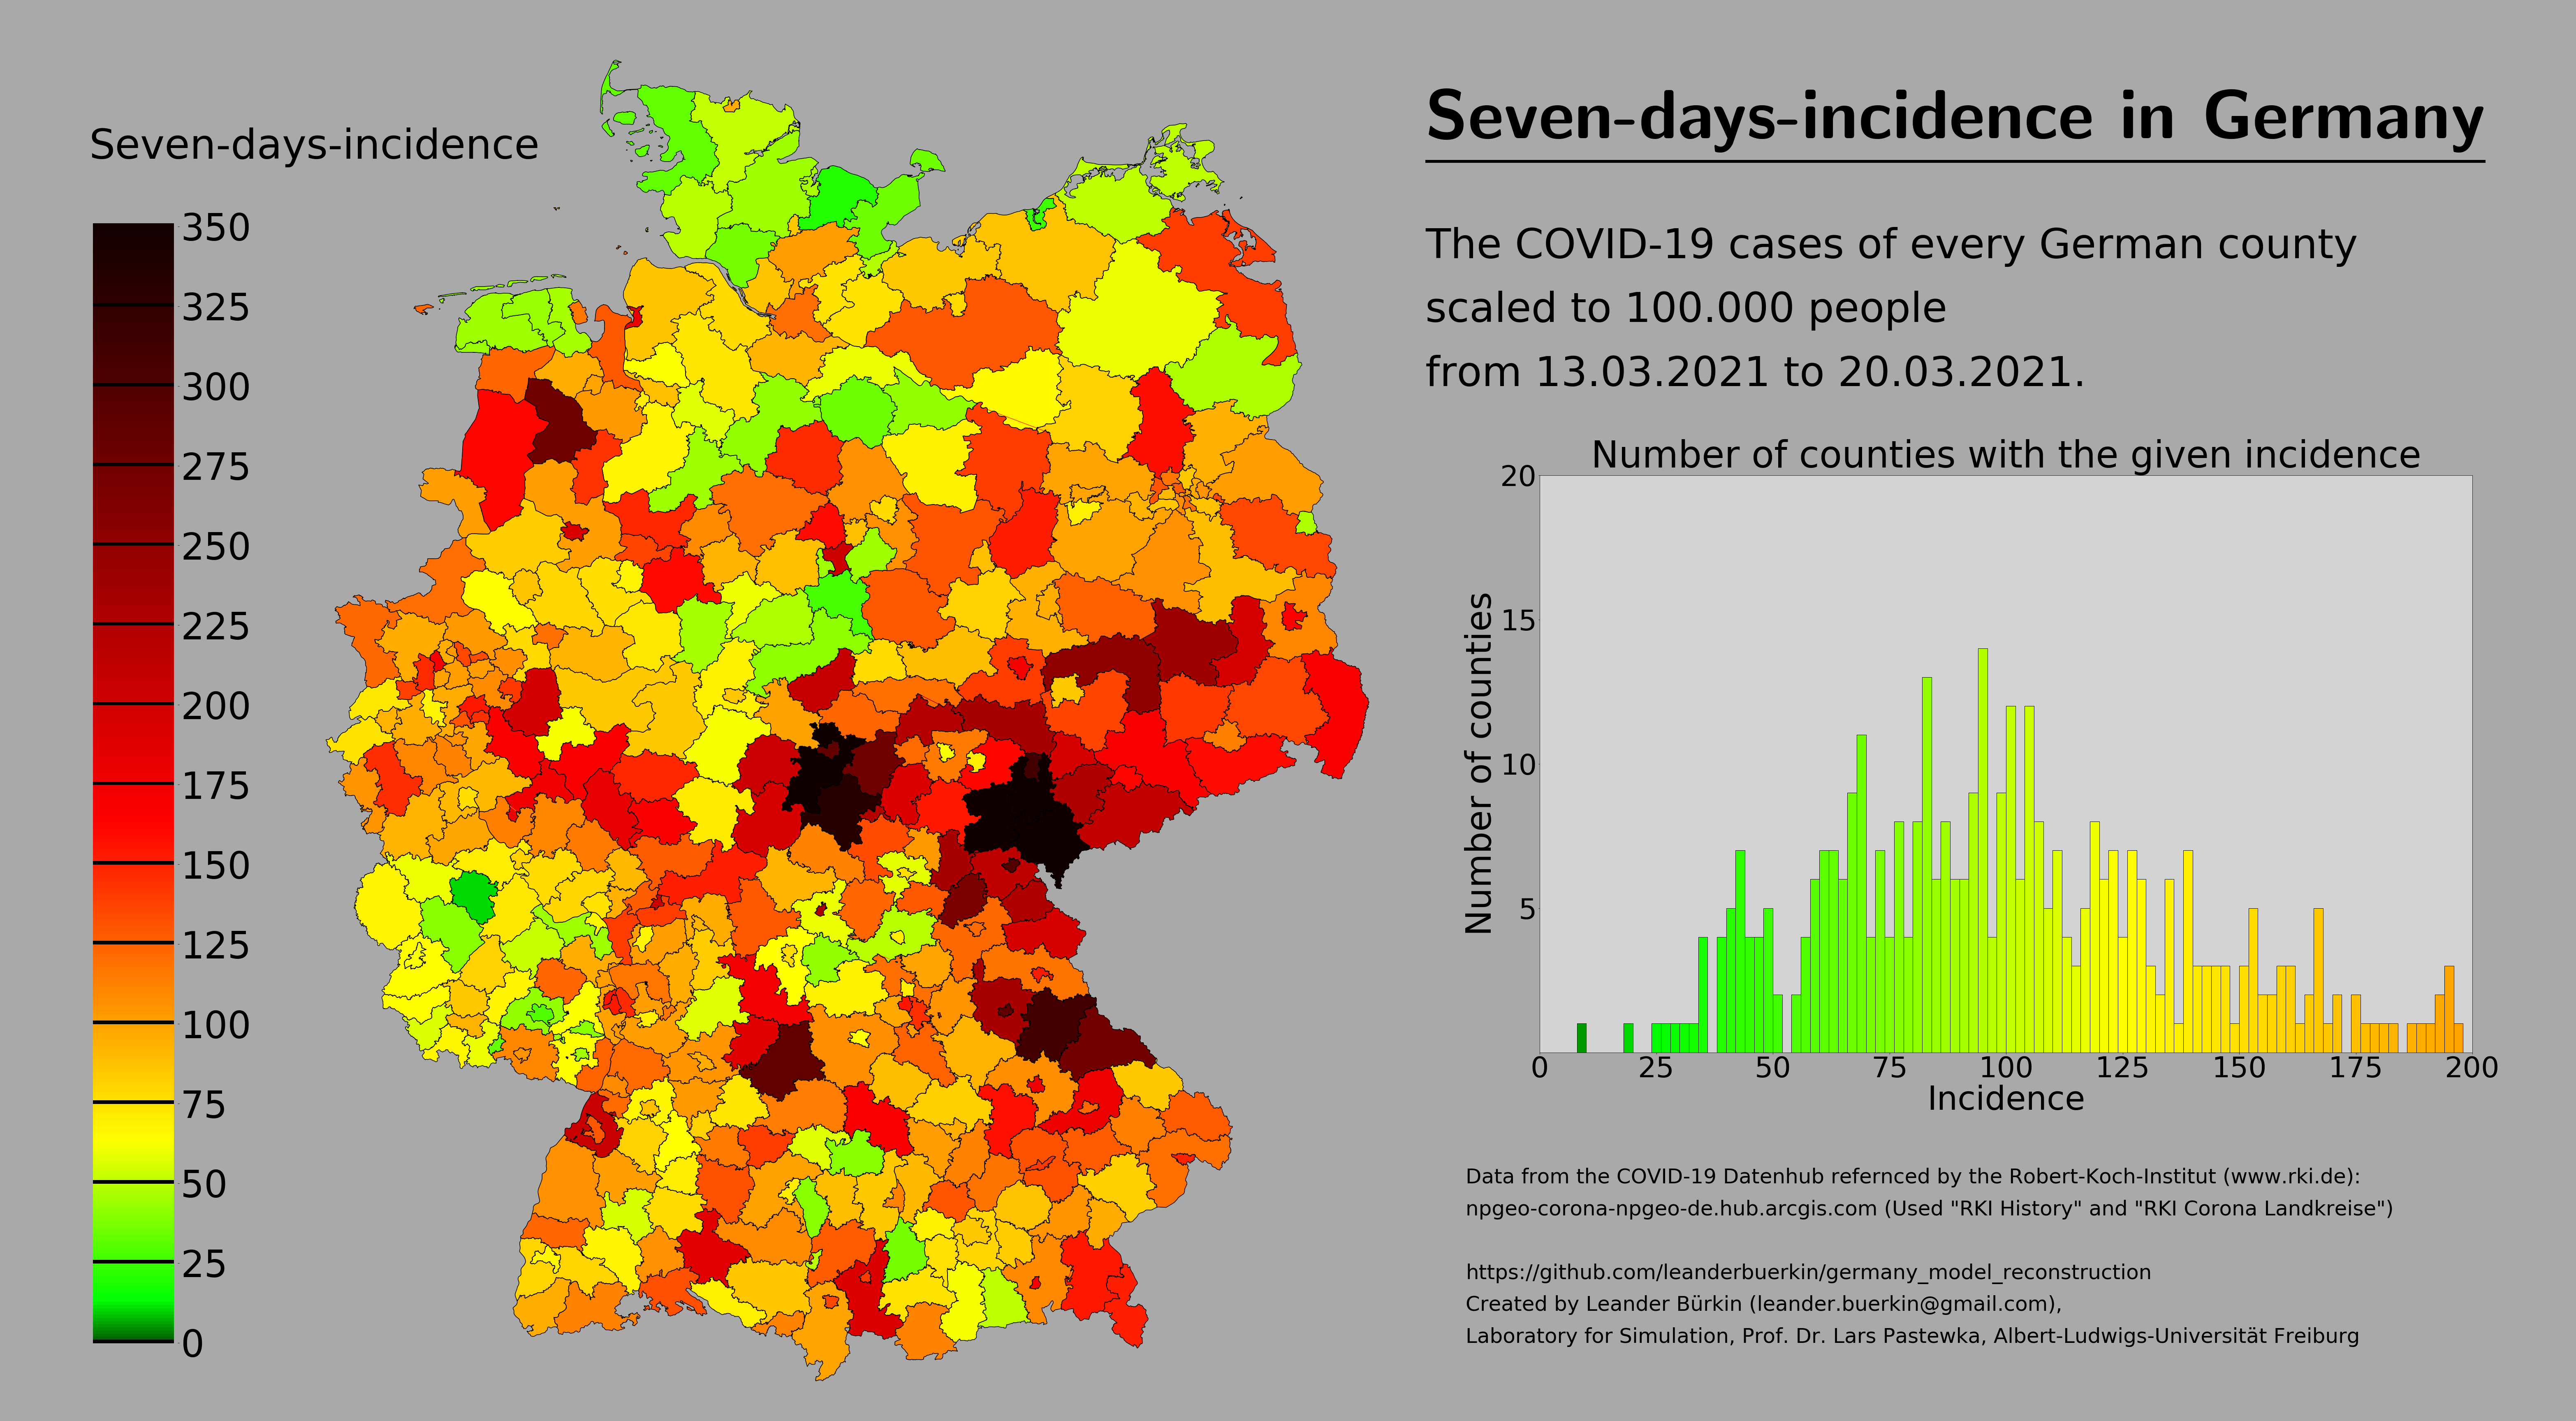 Seven-days-incidence
350
325
300
275
250
225
200
175
150
125
100
75
50
25
0
Seven-days-incidence in Germany
The COVID-19 cases of every German county
scaled to 100.000 people
from 13.03.2021 to 20.03.2021.
Number of counties with the given incidence
20
15
10
5
Number of counties
0 25 50 75 100 125 150 175 200
Incidence
Data from the COVID-19 Datenhub refernced by the Robert-Koch-Institut (www.rki.de):
npgeo-corona-npgeo-de.hub.arcgis.com (Used "RKI History" and "RKI Corona Landkreise")
https://github.com/leanderbuerkin/germany_model_reconstruction
Created by Leander Bürkin (leander.buerkin@gmail.com),
Laboratory for Simulation, Prof. Dr. Lars Pastewka, Albert-Ludwigs-Universität Freiburg